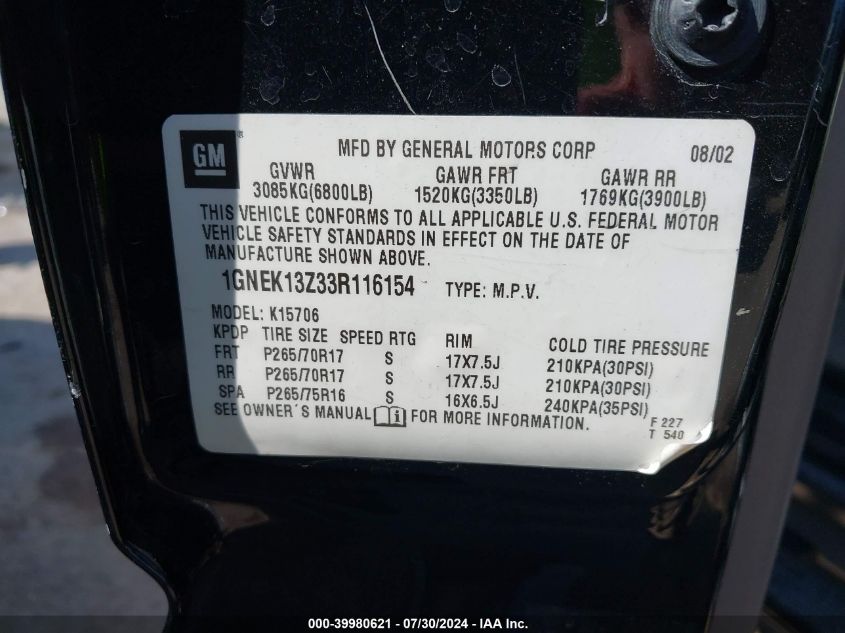 GM ® MFD BY GENERAL MOTORS CORP 08/02
GVWR GAWR FRT GAWR RR
3085KG(6800LB) 1520KG(3350LB) 1769KG(3900LB)
THIS VEHICLE CONFORMS TO ALL APPLICABLE U.S. FEDERAL MOTOR
VEHICLE SAFETY STANDARDS IN EFFECT ON THE DATE OF
MANUFACTURE SHOWN ABOVE.
1GNEK13Z33R116154 TYPE: M.P.V.
MODEL: K15706
KPDP TIRE SIZE SPEED RTG RIM COLD TIRE PRESSURE
FRT P265/70R17 S 17X7.5J 210KPA(30PSI)
RR P265/70R17 S 17X7.5J 210KPA(30PSI)
SPA P265/75R16 S 16X6.5J 240KPA(35PSI)
SEE OWNER'S MANUAL i FOR MORE INFORMATION.
F 227
T 540
000-39980621 / 07/30/2024 - IAA Inc.